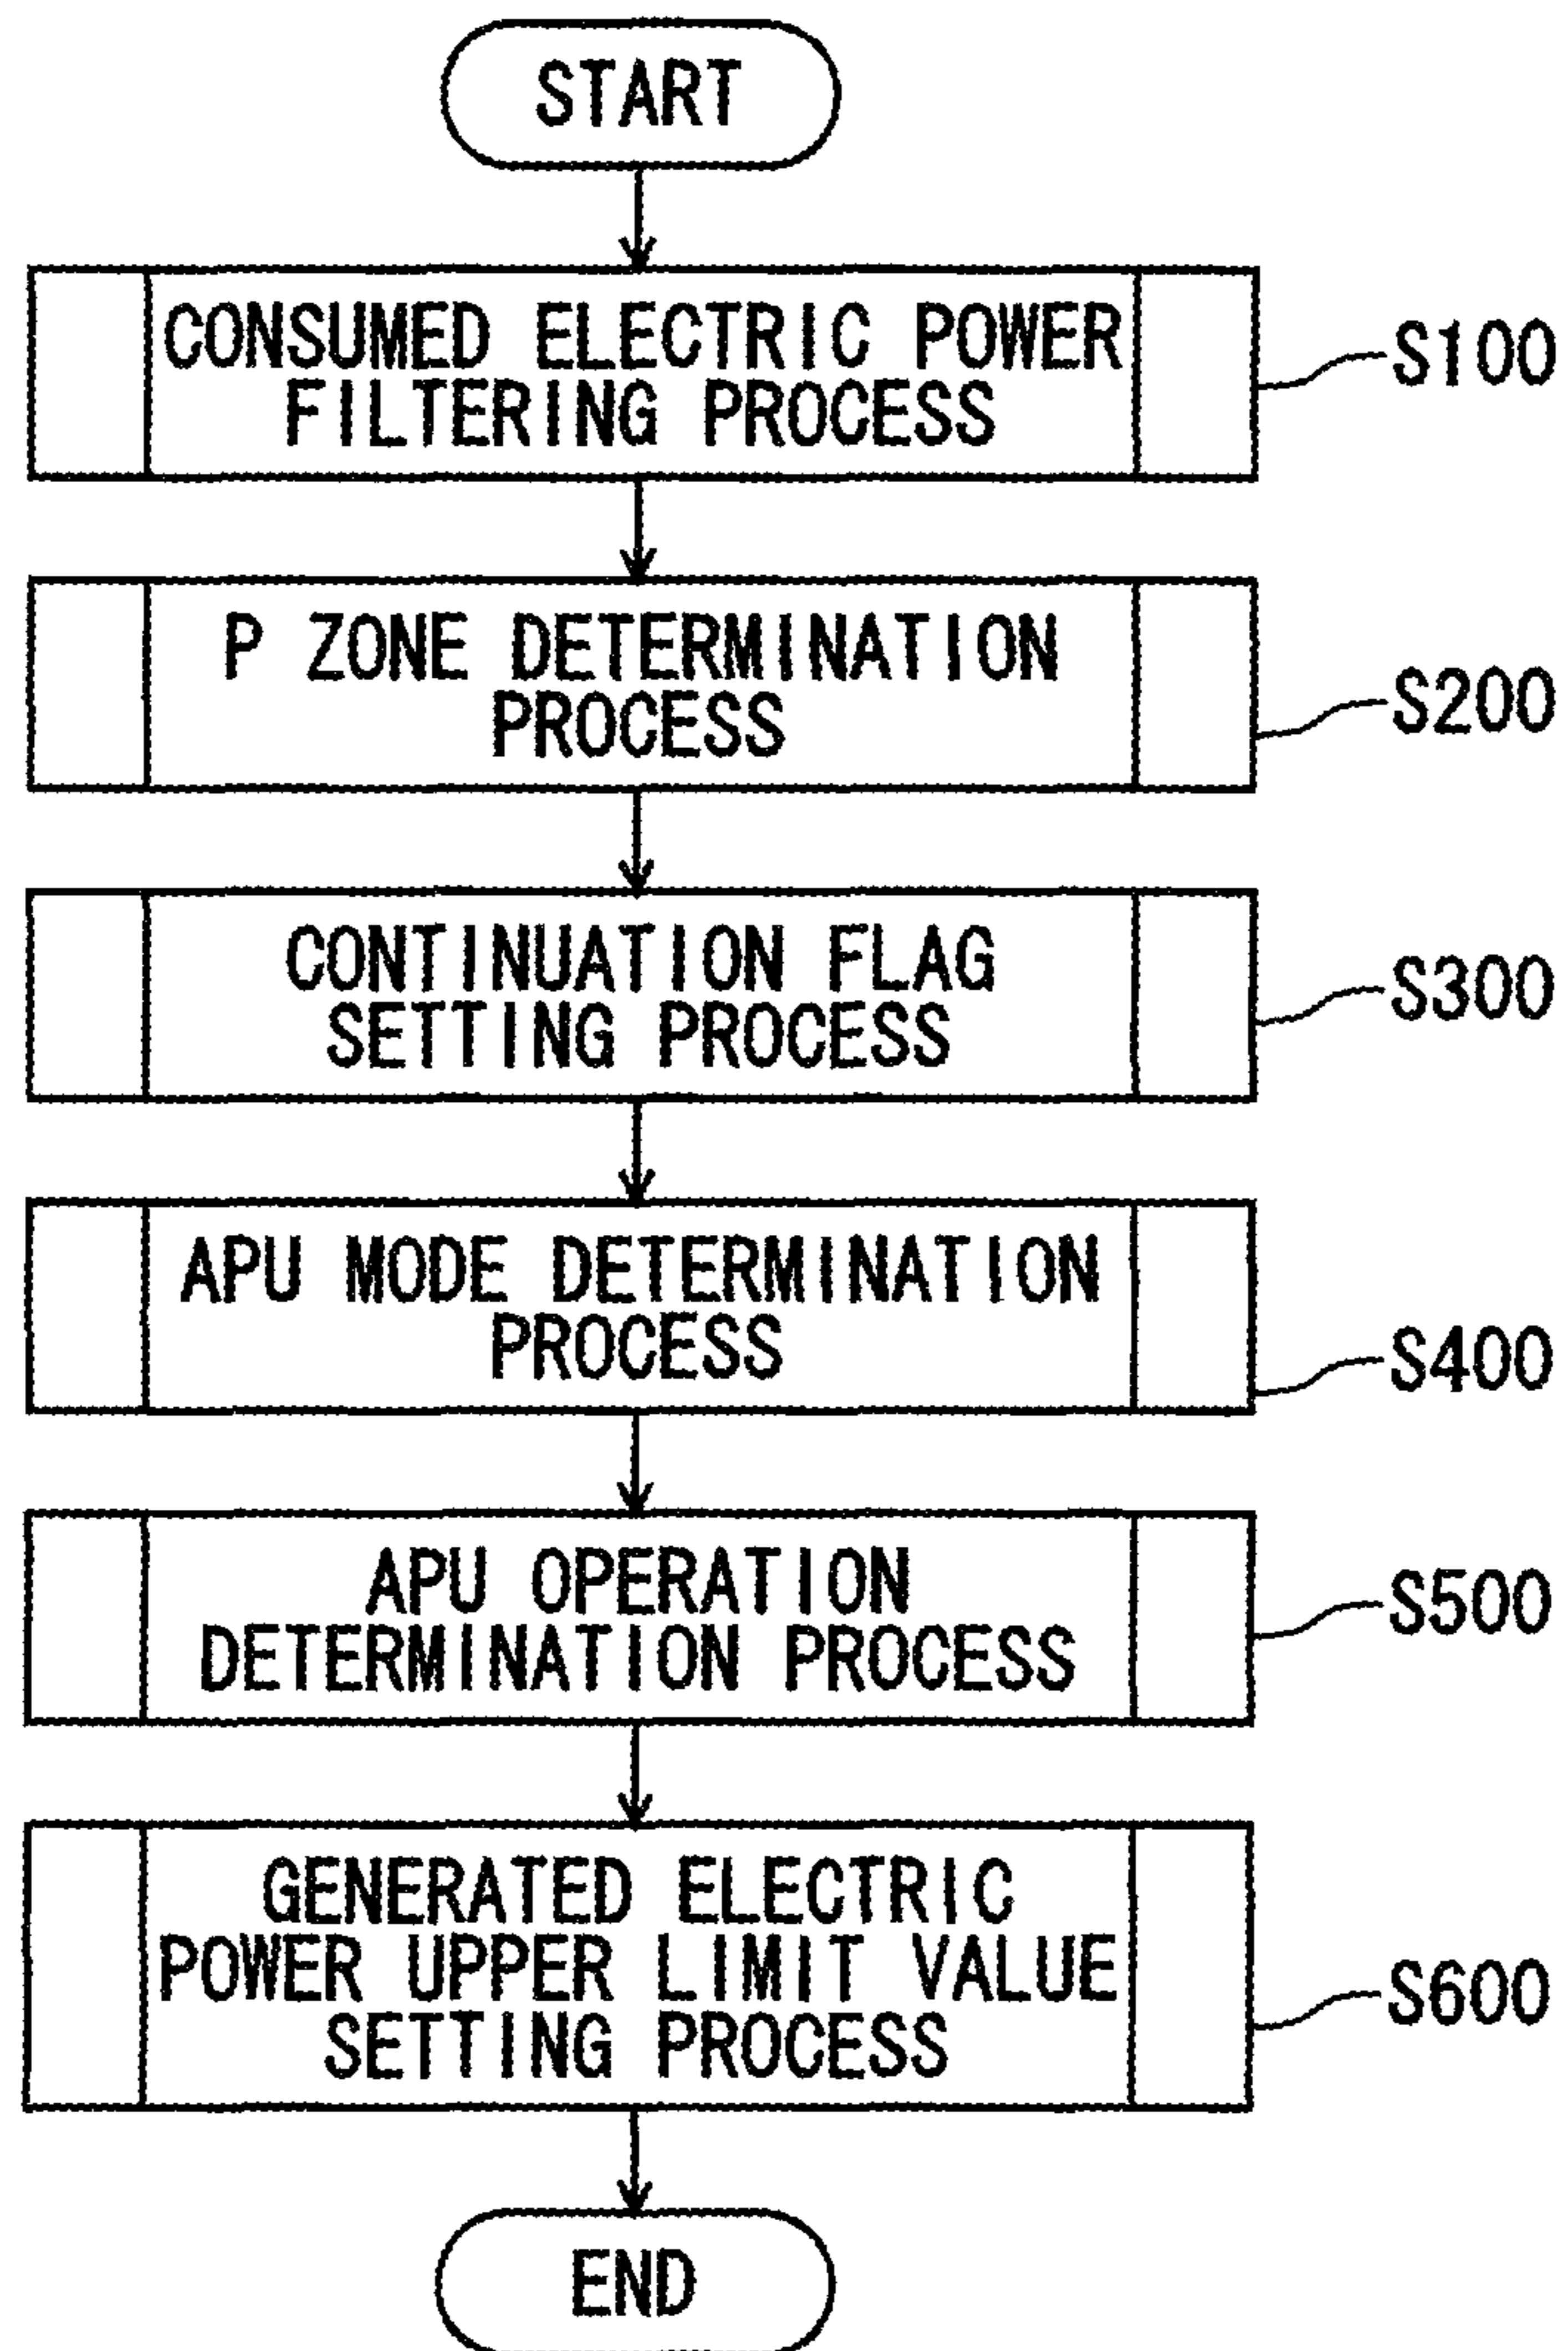 START
CONSUMED ELECTRIC POWER
FILTERING PROCESS
S100
P ZONE DETERMINATION
PROCESS
S200
CONTINUATION FLAG
SETTING PROCESS
S300
APU MODE DETERMINATION
PROCESS
S400
APU OPERATION
DETERMINATION PROCESS
S500
GENERATED ELECTRIC
POWER UPPER LIMIT VALUE
SETTING PROCESS
S600
END